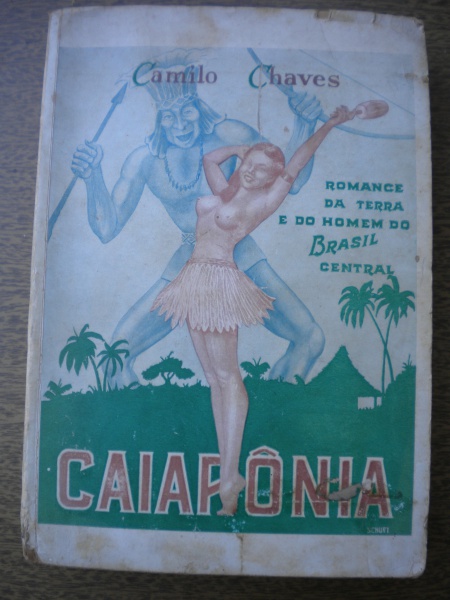 Camilo Chaves
ROMANCE
DA TERRA
E DO HOMEM DO
BRASIL
CENTRAL
CAIAPÔNIA